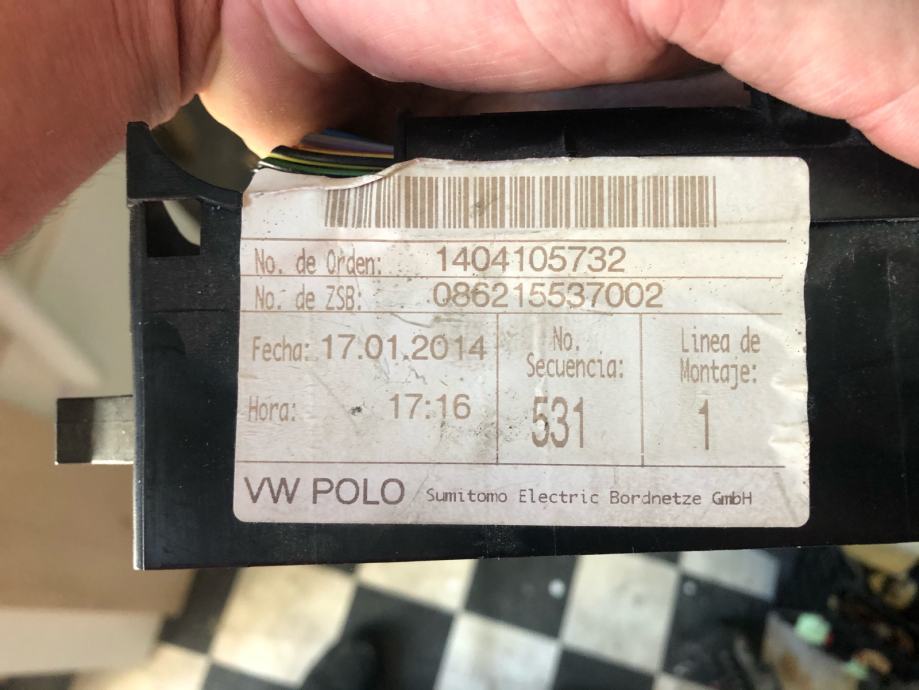 No. de Orden: 1404105732
No. de ZSB: 086215537002
Fecha: 17.01.2014
Hora: 17:16
No. Secuencia:
531
Linea de Montaje:
1
VW POLO Sumitomo Electric Bordnetze GmbH